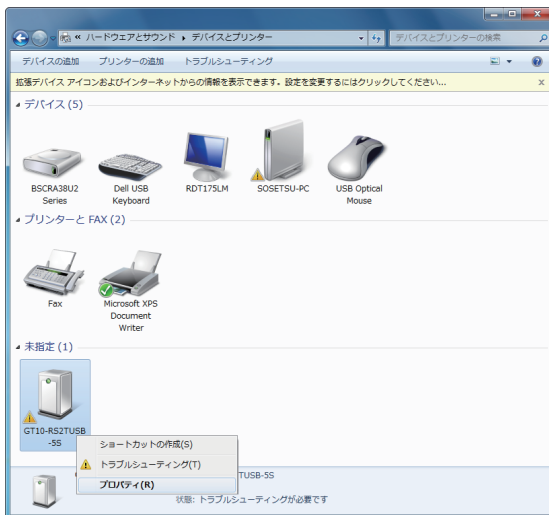 « ハードウェアとサウンド ▸ デバイスとプリンター
デバイスとプリンターの検索
デバイスの追加 プリンターの追加 トラブルシューティング
拡張デバイス アイコンおよびインターネットからの情報を表示できます。設定を変更するにはクリックしてください...
デバイス (5)
BSCRA38U2
Series
Dell USB
Keyboard
RDT175LM
SOSETSU-PC
USB Optical
Mouse
プリンターと FAX (2)
Fax
Microsoft XPS
Document
Writer
未指定 (1)
GT10-RS2TUSB
-5S
ショートカットの作成(S)
トラブルシューティング(T)
プロパティ(R)
TUSB-5S
状態: トラブルシューティングが必要です